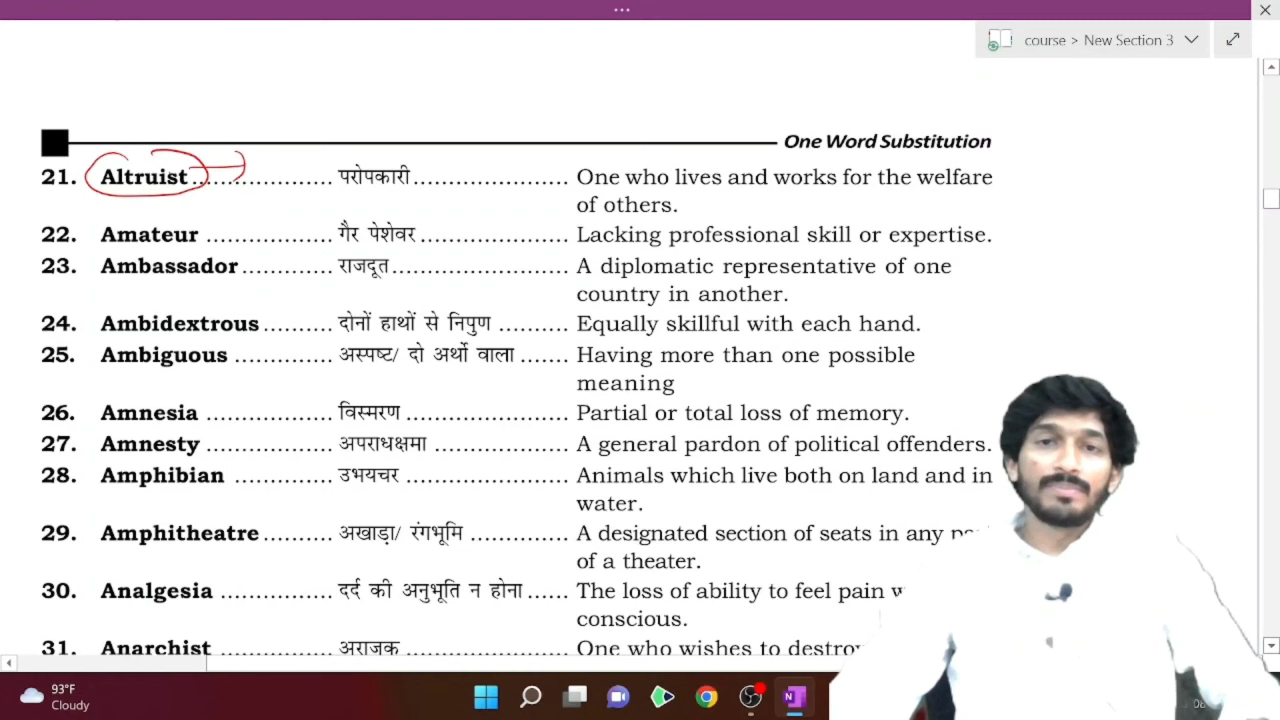 ...
course > New Section 3
One Word Substitution
21. Altruist .................... परोपकारी ....................... One who lives and works for the welfare
of others.
22. Amateur .................. गैर पेशेवर ...................... Lacking professional skill or expertise.
23. Ambassador ............. राजदूत .......................... A diplomatic representative of one
country in another.
24. Ambidextrous .......... दोनों हाथों से निपुण .......... Equally skillful with each hand.
25. Ambiguous .............. अस्पष्ट/ दो अर्थो वाला ....... Having more than one possible
meaning
26. Amnesia .................. विस्मरण ........................ Partial or total loss of memory.
27. Amnesty .................. अपराधक्षमा .................... A general pardon of political offenders.
28. Amphibian .............. उभयचर ......................... Animals which live both on land and in
water.
29. Amphitheatre .......... अखाड़ा/ रंगभूमि .............. A designated section of seats in any
of a theater.
30. Analgesia ................ दर्द की अनुभूति न होना ...... The loss of ability to feel pain
conscious.
31. Anarchist ................ अराजक ......................... One who wishes to destroy
93°F
Cloudy